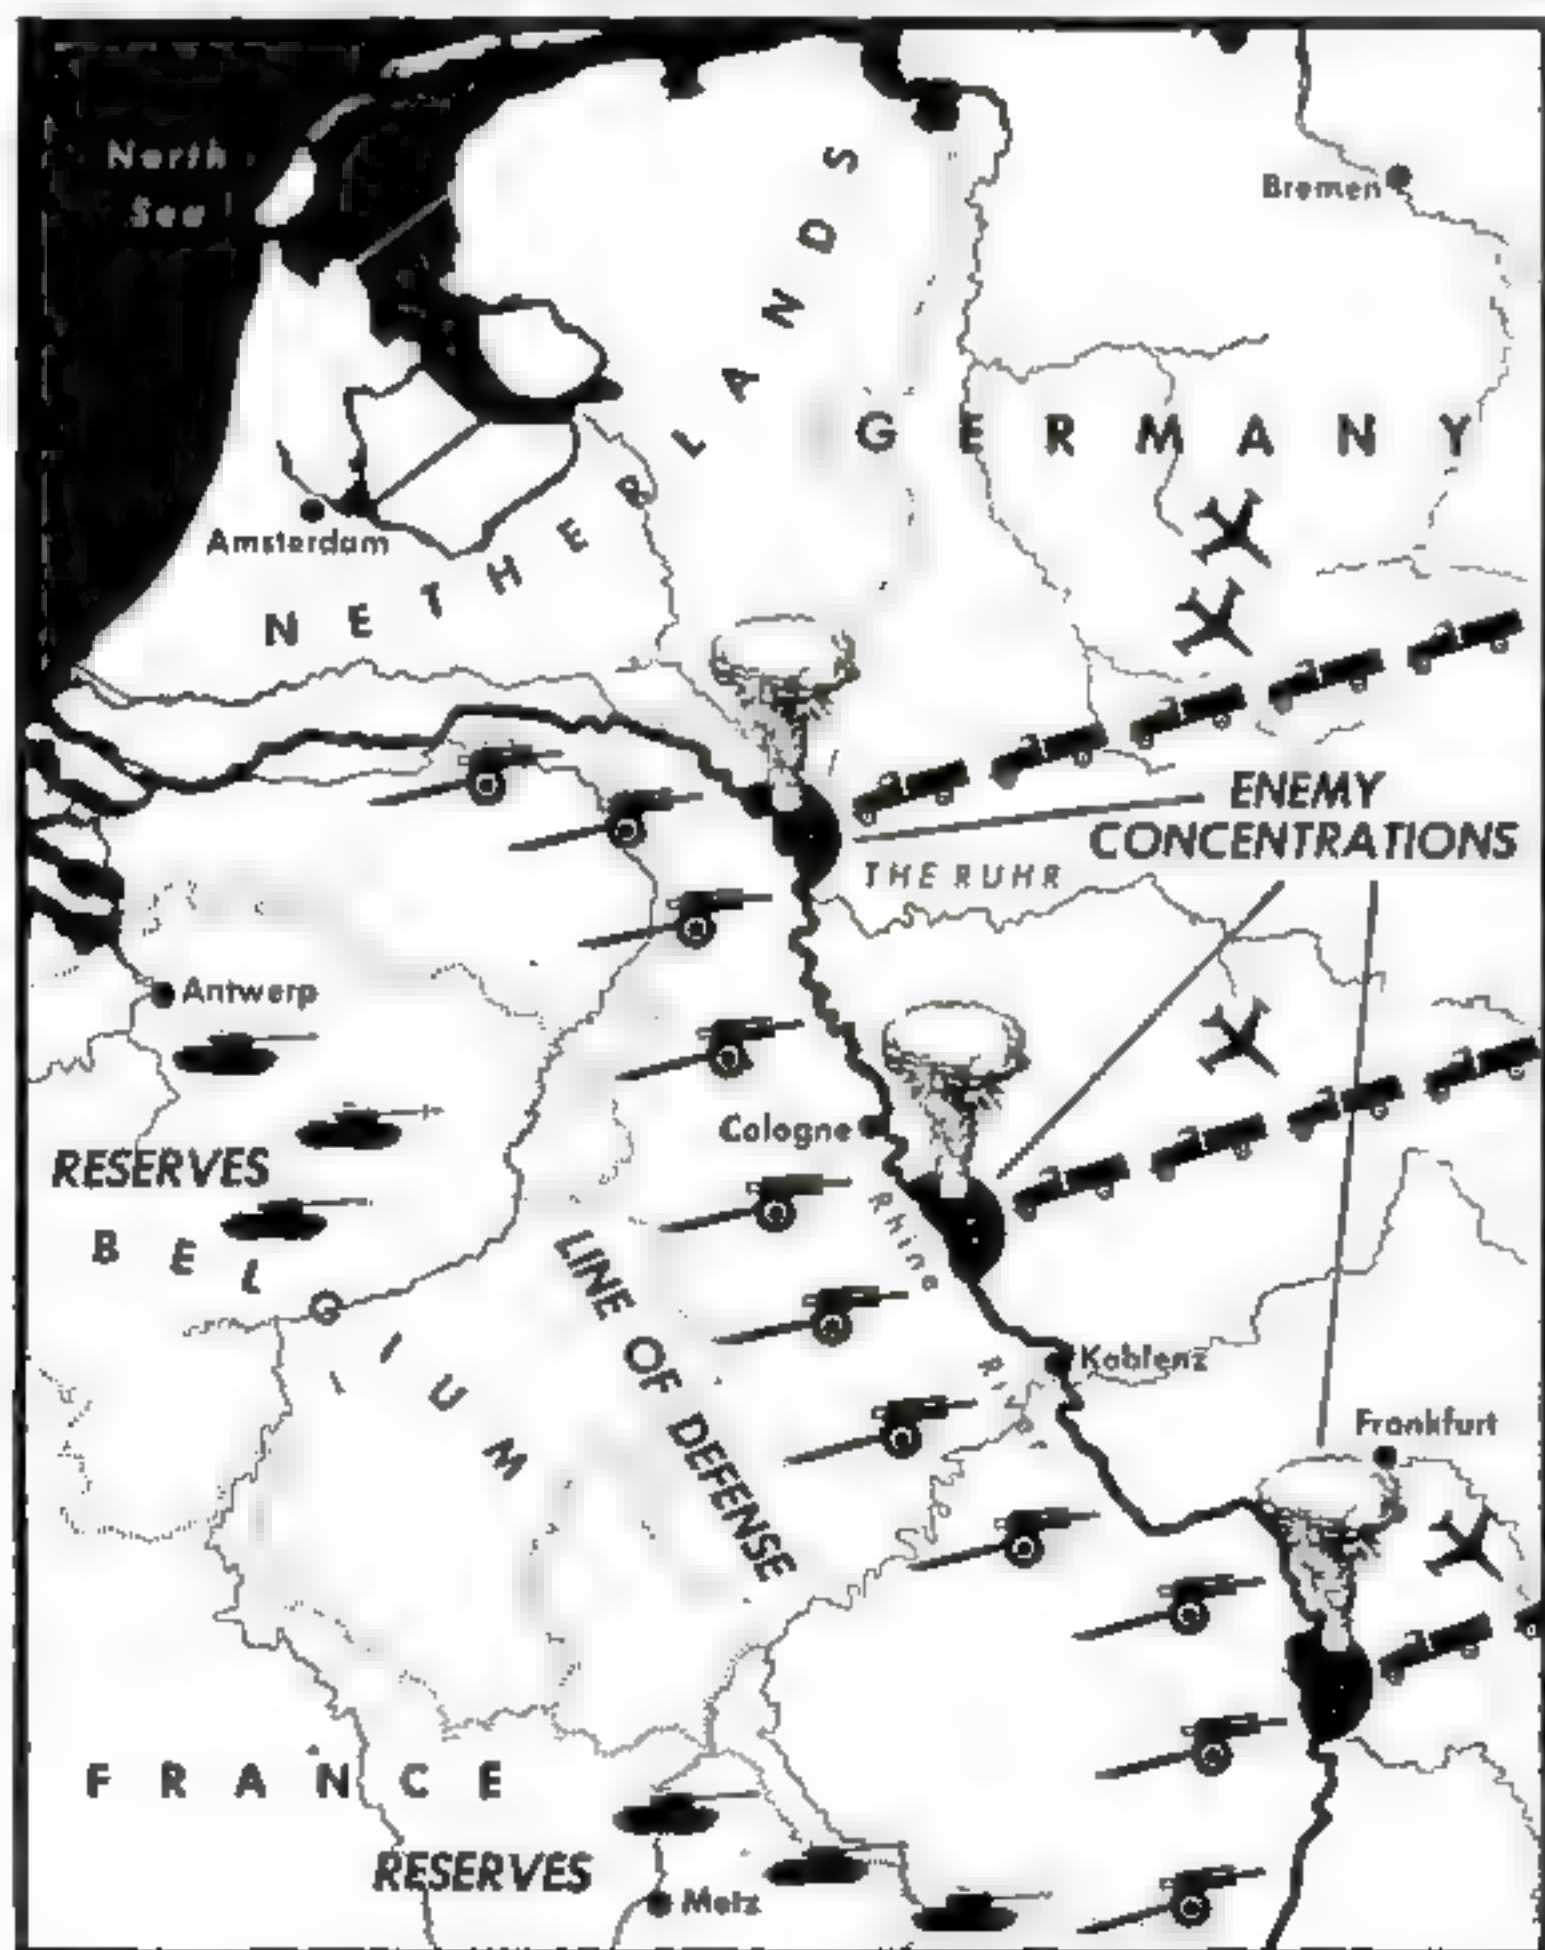 North
Sea
Bremen
NETHERLANDS
GERMANY
Amsterdam
ENEMY
CONCENTRATIONS
THE RUHR
Antwerp
Cologne
RESERVES
Rhine
River
BELGIUM
LINE OF DEFENSE
Koblenz
Frankfurt
FRANCE
RESERVES
Metz